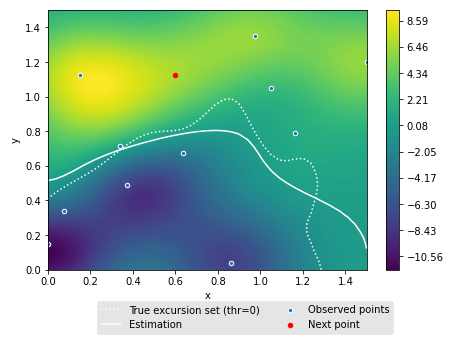 1.4
1.2
1.0
0.8
0.6
0.4
0.2
0.0
y
0.0 0.2 0.4 0.6 0.8 1.0 1.2 1.4
x
8.59
6.46
4.34
2.21
0.08
−2.05
−4.17
−6.30
−8.43
−10.56
True excursion set (thr=0)
Estimation
Observed points
Next point